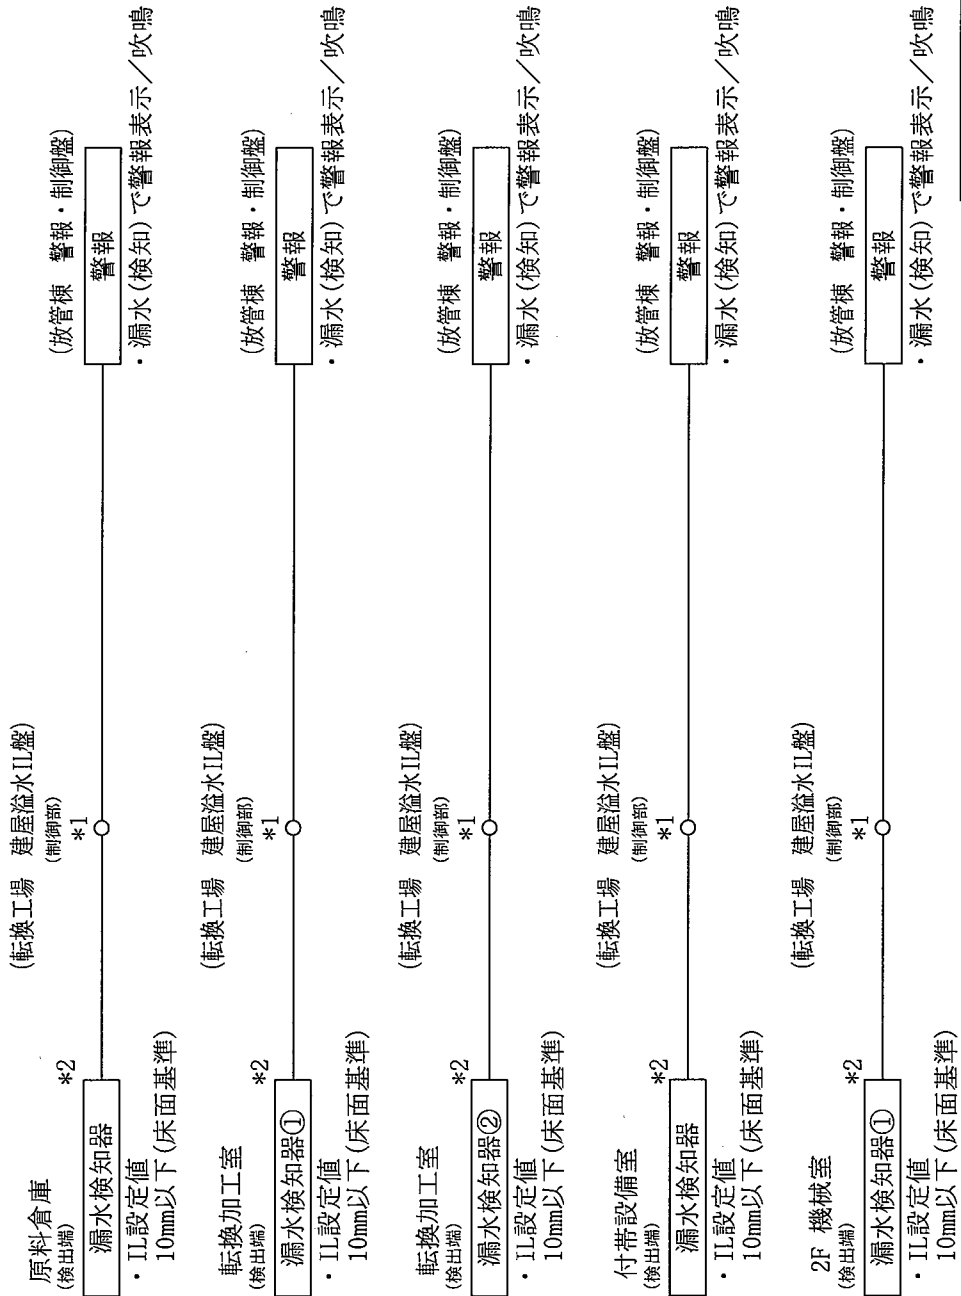 原料倉庫
(検出端)
漏水検知器
*2
・IL設定値
10mm以下(床面基準)
(転換工場 建屋溢水IL盤)
(制御部)
*1
(放管棟 警報・制御盤)
警報
・漏水(検知)で警報表示/吹鳴
転換加工室
(検出端)
漏水検知器①
*2
・IL設定値
10mm以下(床面基準)
(転換工場 建屋溢水IL盤)
(制御部)
*1
(放管棟 警報・制御盤)
警報
・漏水(検知)で警報表示/吹鳴
転換加工室
(検出端)
漏水検知器②
*2
・IL設定値
10mm以下(床面基準)
(転換工場 建屋溢水IL盤)
(制御部)
*1
(放管棟 警報・制御盤)
警報
・漏水(検知)で警報表示/吹鳴
付帯設備室
(検出端)
漏水検知器
*2
・IL設定値
10mm以下(床面基準)
(転換工場 建屋溢水IL盤)
(制御部)
*1
(放管棟 警報・制御盤)
警報
・漏水(検知)で警報表示/吹鳴
2F 機械室
(検出端)
漏水検知器①
*2
・IL設定値
10mm以下(床面基準)
(転換工場 建屋溢水IL盤)
(制御部)
*1
(放管棟 警報・制御盤)
警報
・漏水(検知)で警報表示/吹鳴